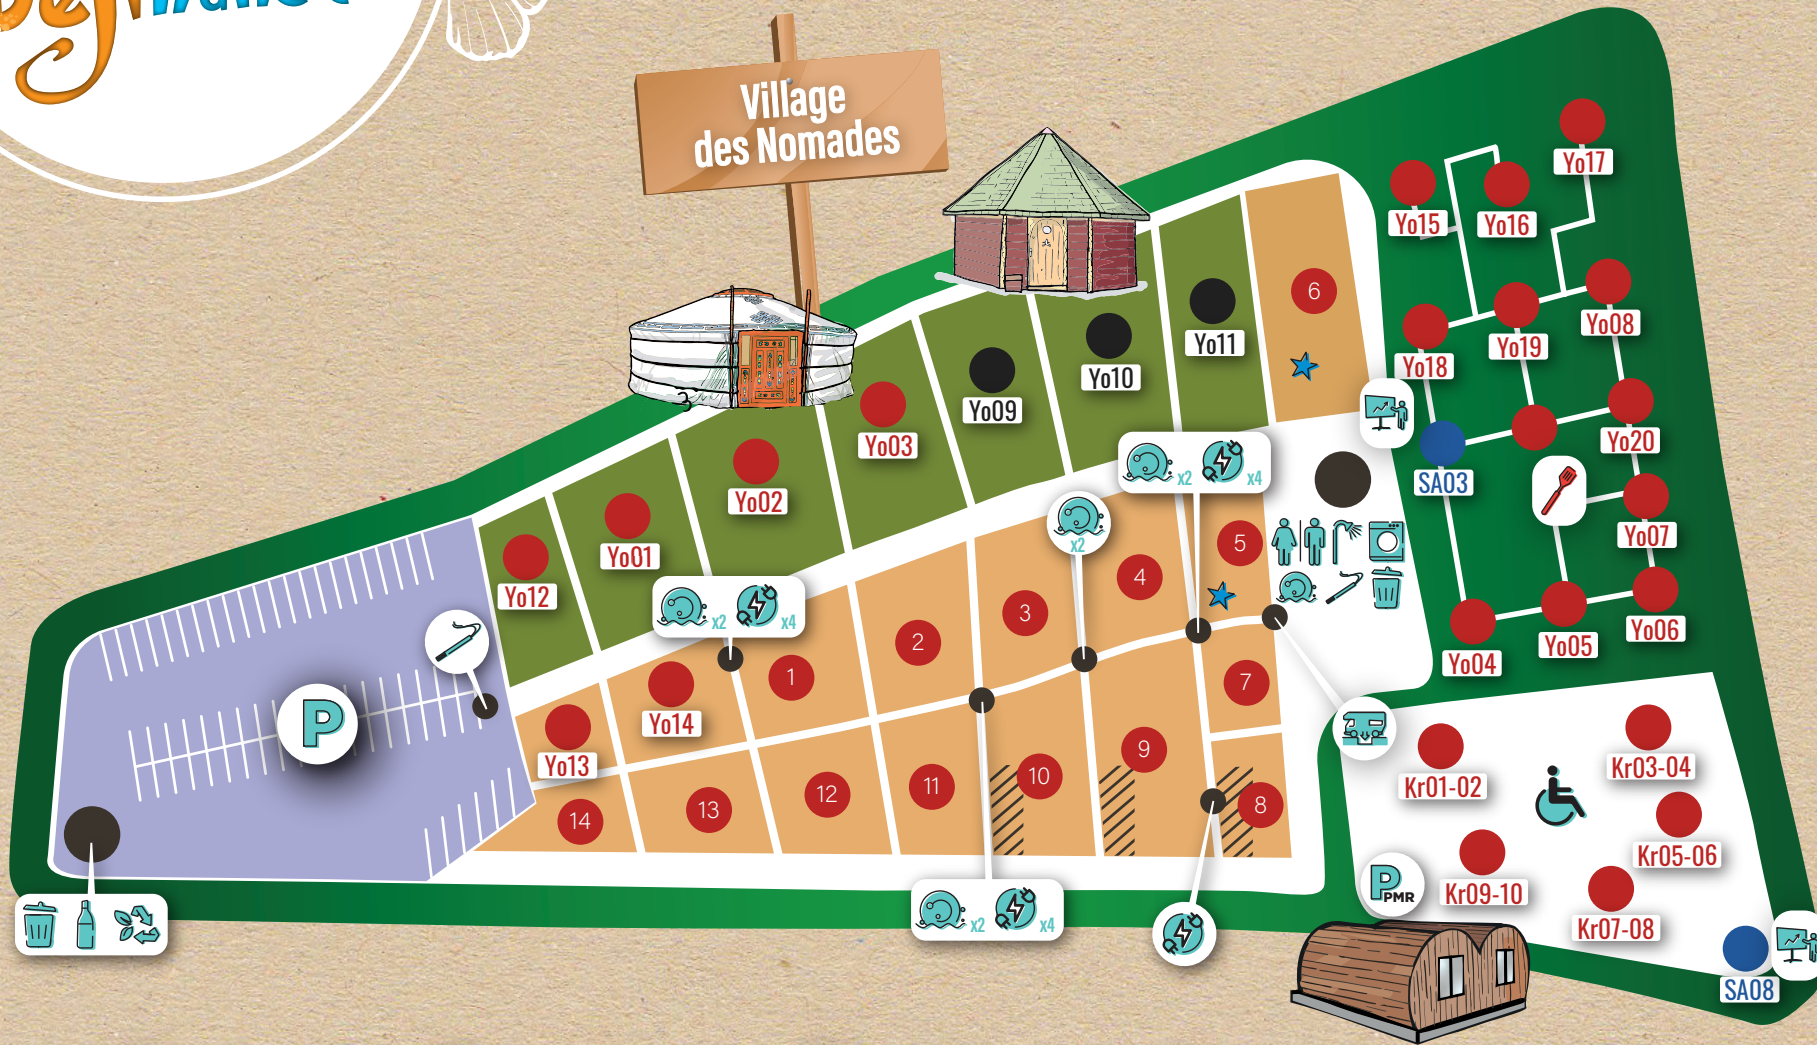 Village
des Nomades
Yo17
Yo15
Yo16
6
Yo08
Yo11
Yo19
Yo18
Yo10
Yo09
Yo03
Yo20
x2
x4
SA03
Yo02
Yo07
x2
5
Yo01
4
Yo12
x2
x4
3
2
Yo06
Yo05
Yo04
1
7
Yo14
P
Yo13
9
10
11
12
13
14
8
Kr01-02
Kr03-04
Kr05-06
P
PMR
Kr09-10
Kr07-08
x2
x4
SA08